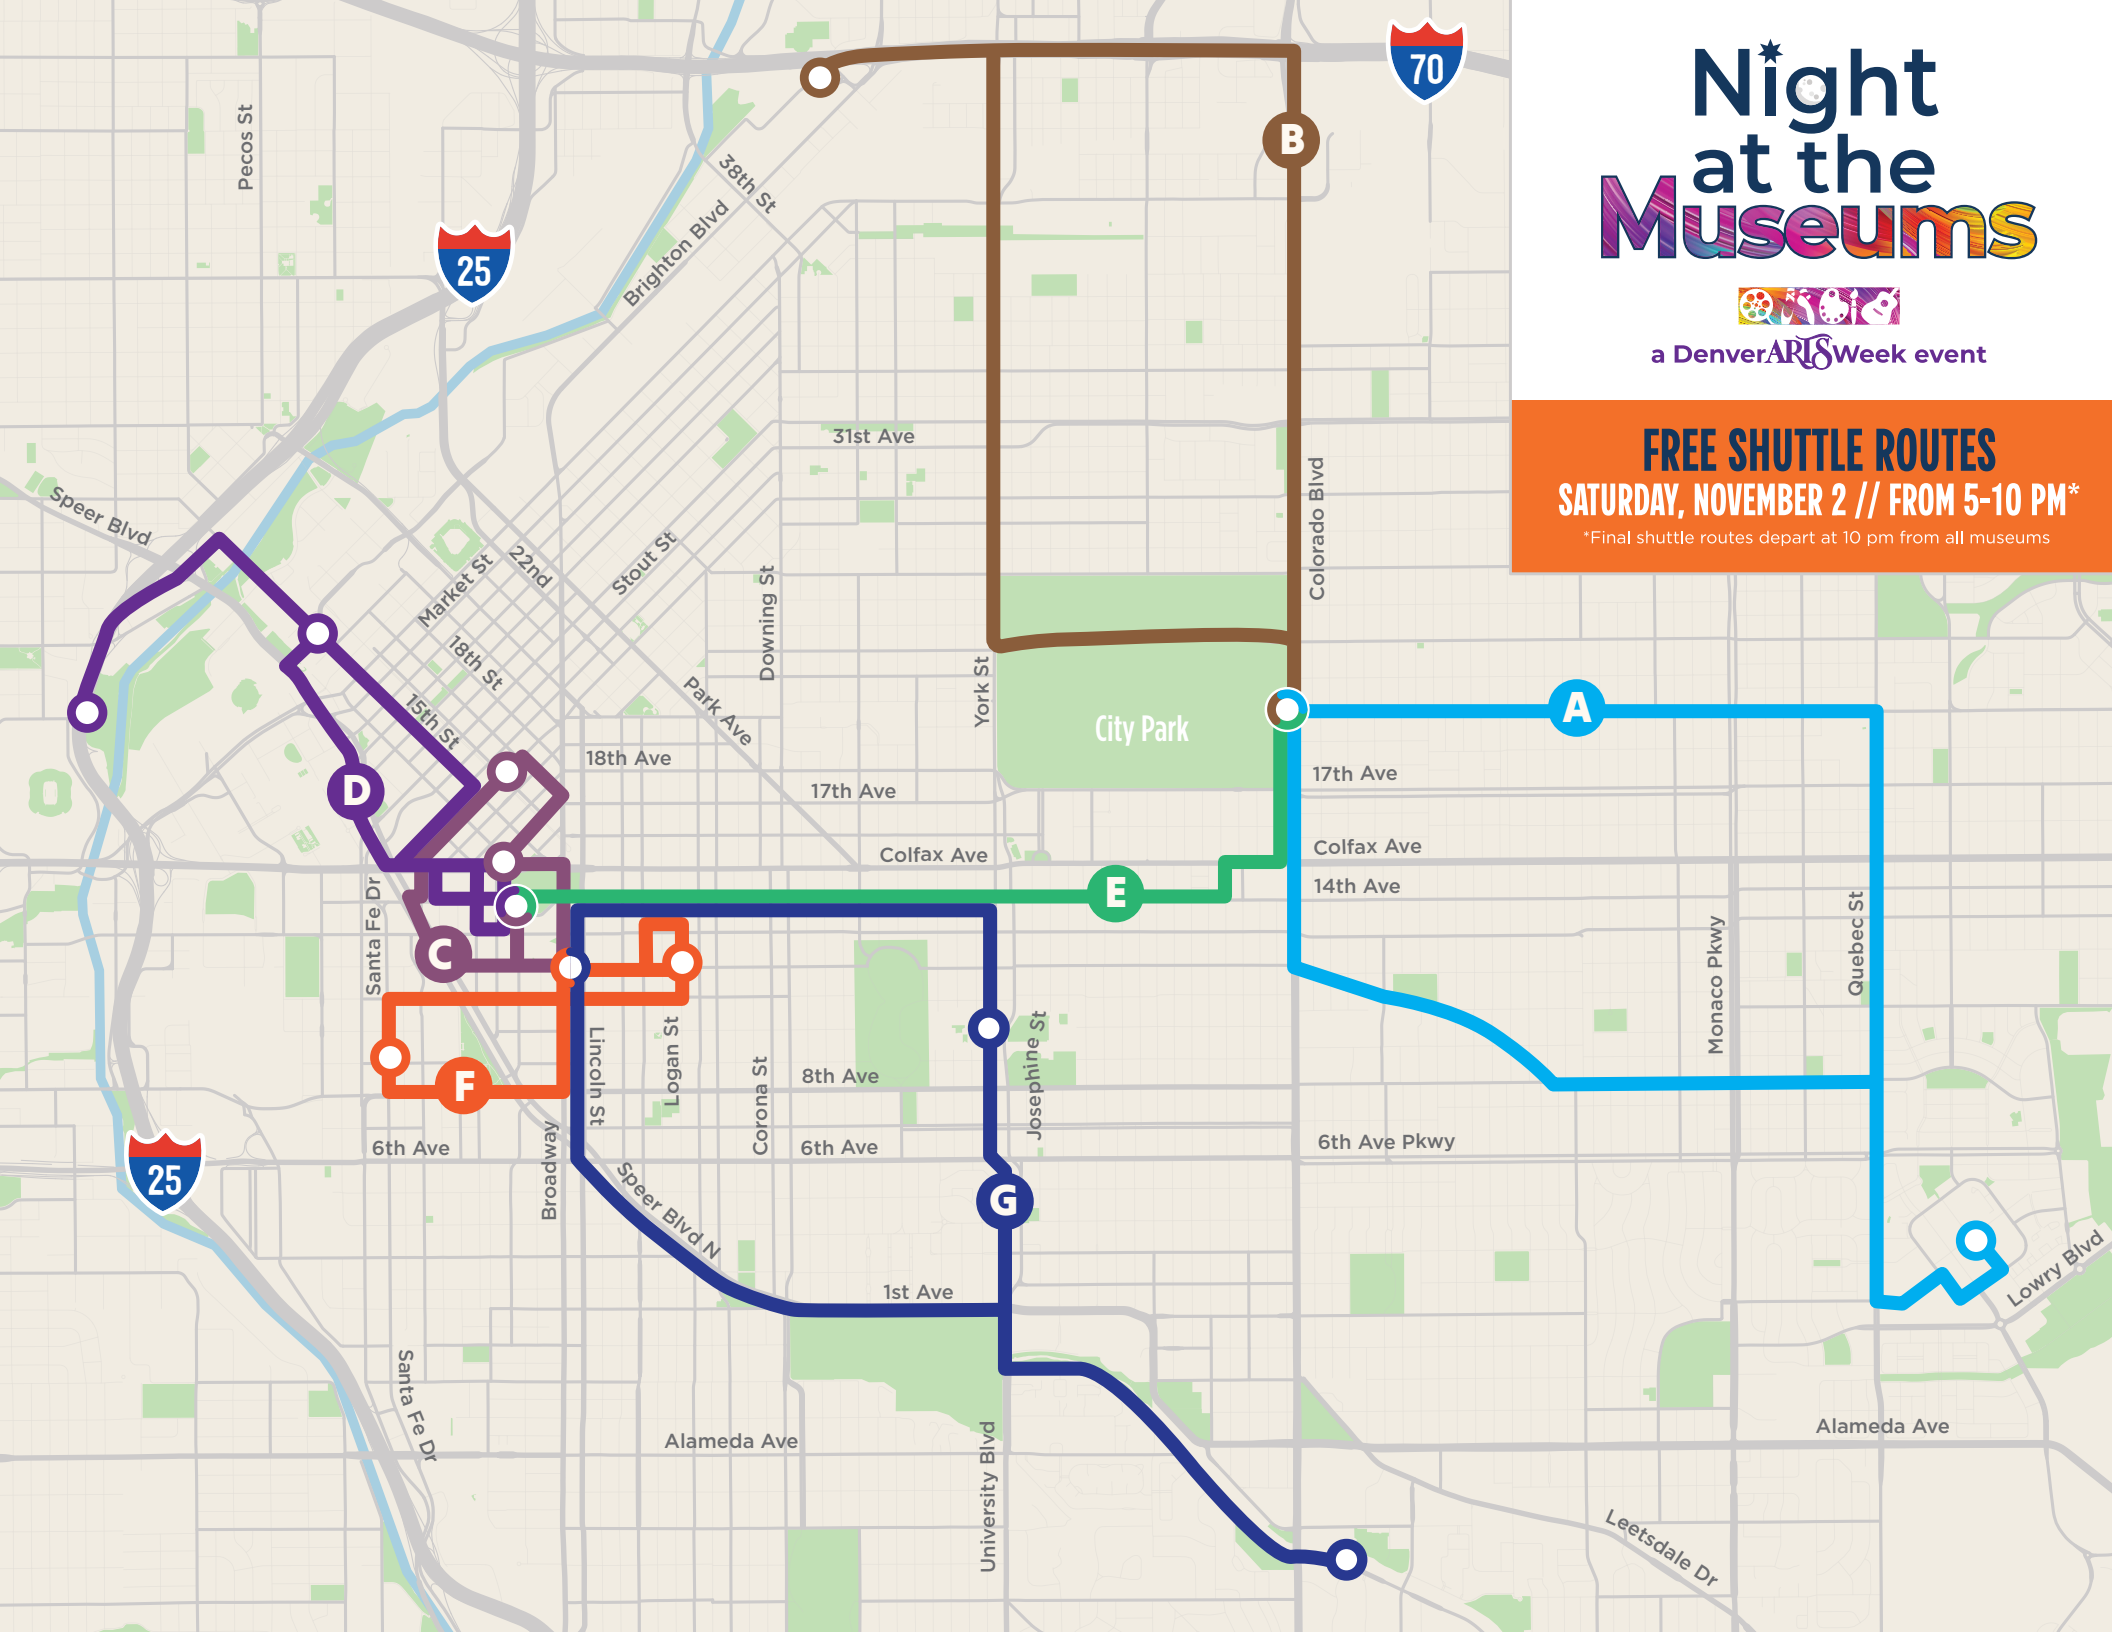 Night
at the
Museums
a Denver ARTS Week event
FREE SHUTTLE ROUTES
SATURDAY, NOVEMBER 2 // FROM 5-10 PM*
*Final shuttle routes depart at 10 pm from all museums
70
B
Pecos St
38th St
25
Brighton Blvd
31st Ave
Colorado Blvd
Speer Blvd
Market St
22nd
Stout St
Downing St
18th St
15th St
Park Ave
York St
City Park
A
18th Ave
17th Ave
17th Ave
D
Colfax Ave
Colfax Ave
14th Ave
E
Santa Fe Dr
C
Monaco Pkwy
Quebec St
Lincoln St
Logan St
Corona St
Josephine St
8th Ave
F
6th Ave
6th Ave
6th Ave Pkwy
25
Broadway
Speer Blvd N
G
Lowry Blvd
1st Ave
Santa Fe Dr
Alameda Ave
University Blvd
Alameda Ave
Leetsdale Dr